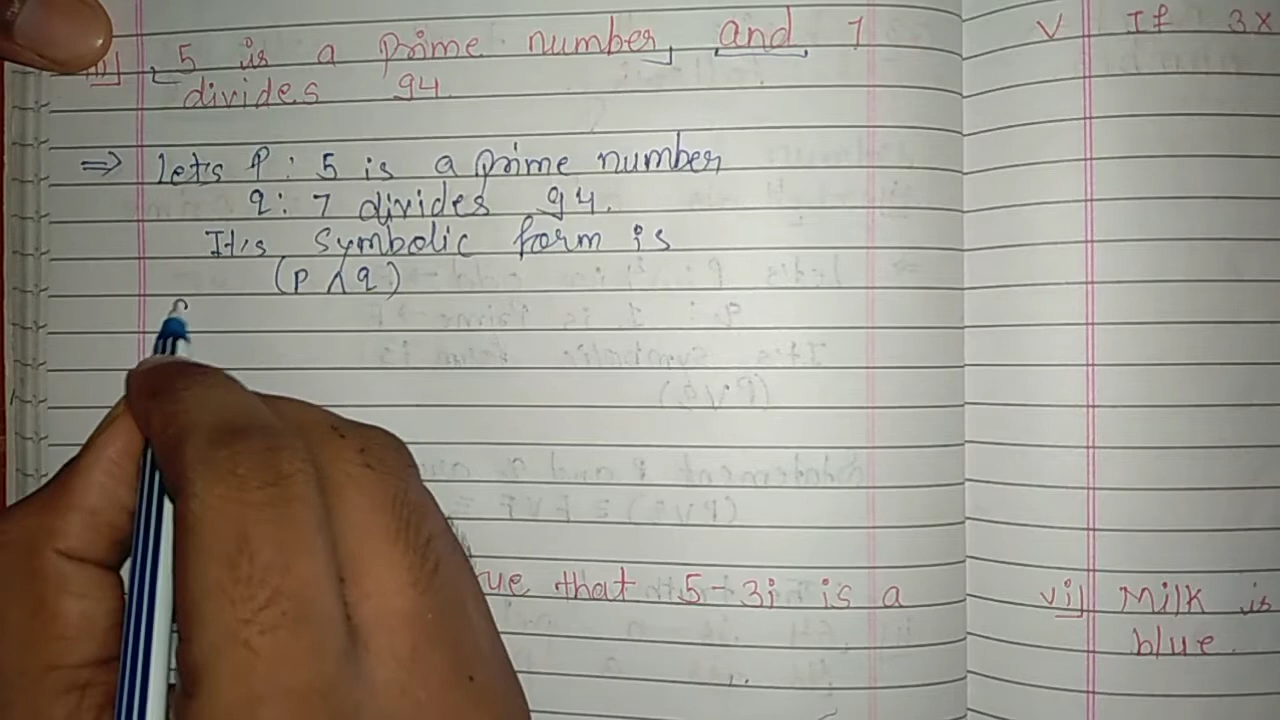 iii] 5 is a Prime number and 7
divides 94.
⇒ Let's P : 5 is a prime number
q : 7 divides 94.
It's Symbolic form is
(p ∧ q)
true that 5-3i is a
V If 3x
vi] Milk is
blue.